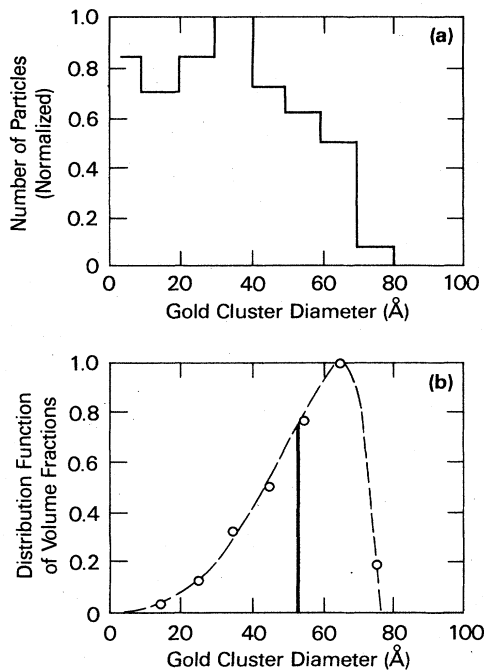 (a)
Number of Particles
(Normalized)
1.0
0.8
0.6
0.4
0.2
0
0 20 40 60 80 100
Gold Cluster Diameter (Å)
(b)
Distribution Function
of Volume Fractions
1.0
0.8
0.6
0.4
0.2
0
0 20 40 60 80 100
Gold Cluster Diameter (Å)